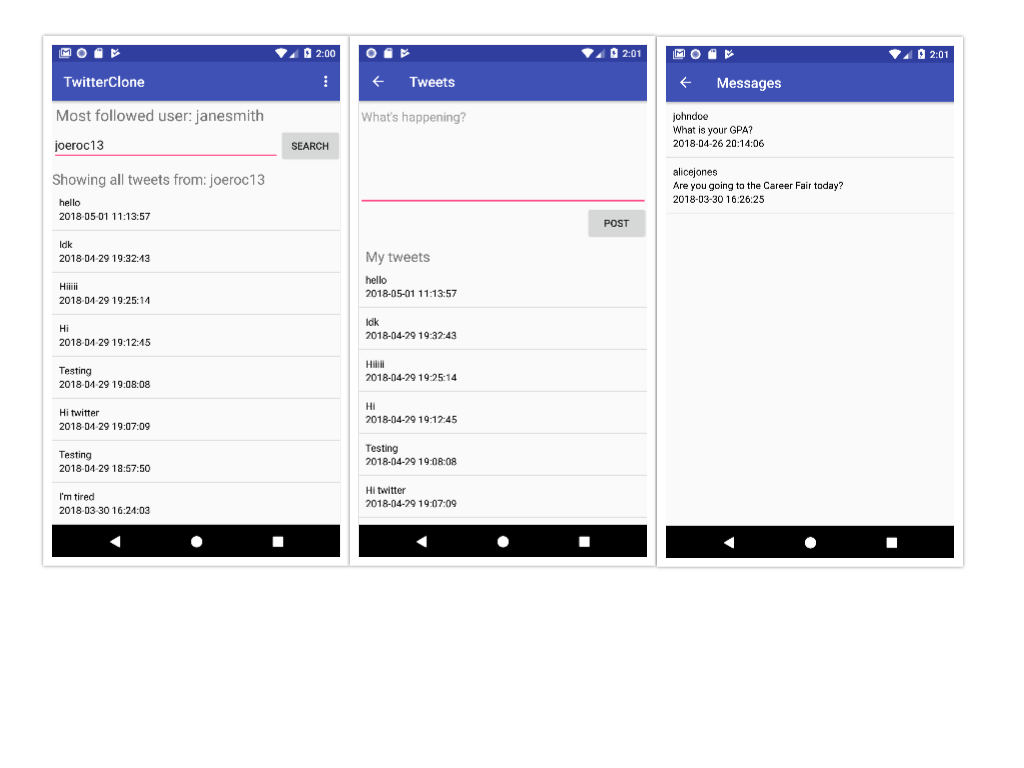 2:00
TwitterClone
Most followed user: janesmith
joeroc13
SEARCH
Showing all tweets from: joeroc13
hello
2018-05-01 11:13:57
Idk
2018-04-29 19:32:43
Hiiiii
2018-04-29 19:25:14
Hi
2018-04-29 19:12:45
Testing
2018-04-29 19:08:08
Hi twitter
2018-04-29 19:07:09
Testing
2018-04-29 18:57:50
I'm tired
2018-03-30 16:24:03
2:01
Tweets
What's happening?
POST
My tweets
hello
2018-05-01 11:13:57
Idk
2018-04-29 19:32:43
Hiiiii
2018-04-29 19:25:14
Hi
2018-04-29 19:12:45
Testing
2018-04-29 19:08:08
Hi twitter
2018-04-29 19:07:09
2:01
Messages
johndoe
What is your GPA?
2018-04-26 20:14:06
alicejones
Are you going to the Career Fair today?
2018-03-30 16:26:25